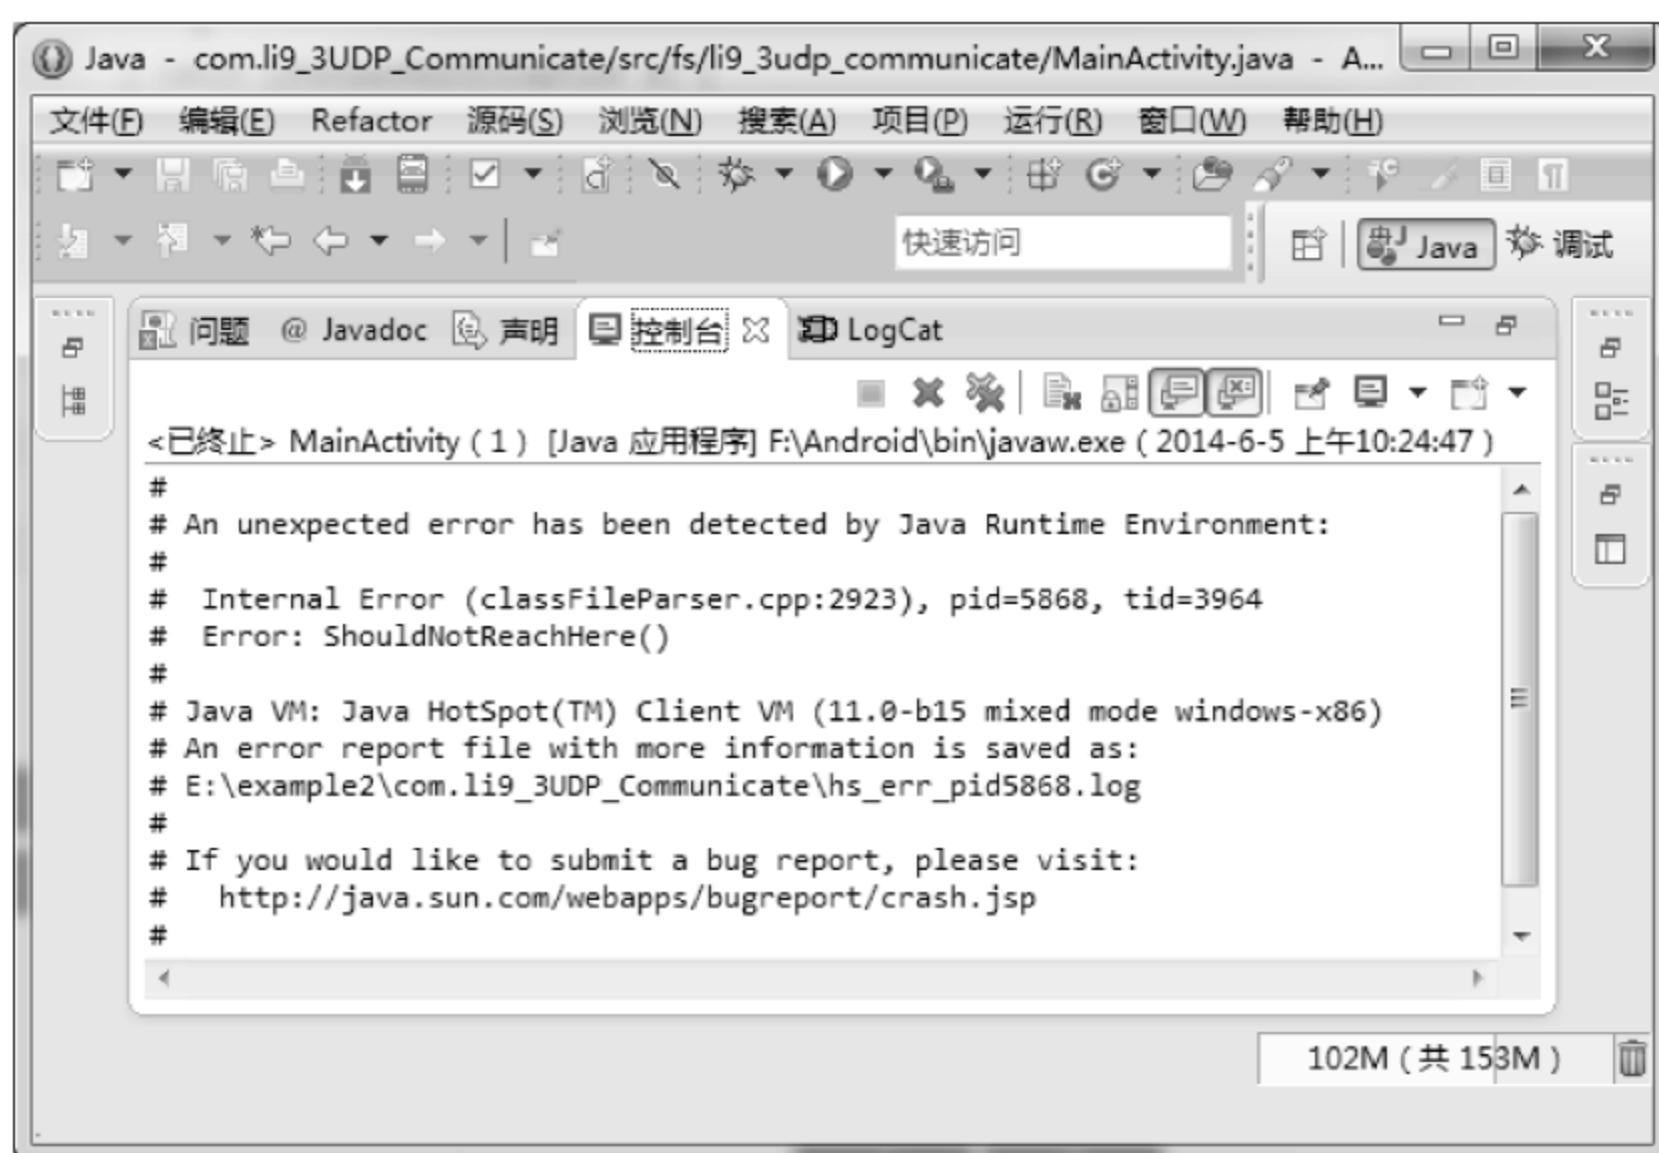 Java - com.li9_3UDP_Communicate/src/fs/li9_3udp_communicate/MainActivity.java - A...
文件(F) 编辑(E) Refactor 源码(S) 浏览(N) 搜索(A) 项目(P) 运行(R) 窗口(W) 帮助(H)
快速访问 Java 调试
问题 @ Javadoc 声明 控制台 LogCat
<已终止> MainActivity ( 1 ) [Java 应用程序] F:\Android\bin\javaw.exe ( 2014-6-5 上午10:24:47 )
#
# An unexpected error has been detected by Java Runtime Environment:
#
#  Internal Error (classFileParser.cpp:2923), pid=5868, tid=3964
#  Error: ShouldNotReachHere()
#
# Java VM: Java HotSpot(TM) Client VM (11.0-b15 mixed mode windows-x86)
# An error report file with more information is saved as:
# E:\example2\com.li9_3UDP_Communicate\hs_err_pid5868.log
#
# If you would like to submit a bug report, please visit:
#   http://java.sun.com/webapps/bugreport/crash.jsp
#
102M ( 共 153M )